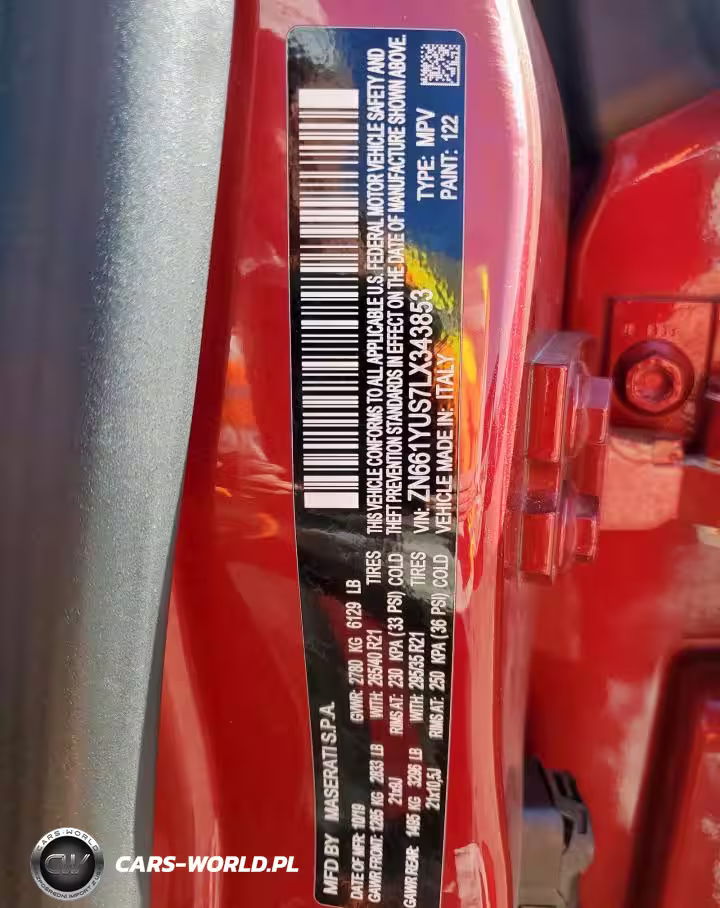 MFD BY MASERATI S.P.A.
DATE OF MFR: 10/19 GVWR: 2780 KG 6129 LB
GAWR FRONT: 1285 KG 2833 LB WITH: 265/40 R21 TIRES
21x9J RIMS AT: 230 KPA (33 PSI) COLD
GAWR REAR: 1495 KG 3296 LB WITH: 295/35 R21 TIRES
21x10,5J RIMS AT: 250 KPA (36 PSI) COLD
THIS VEHICLE CONFORMS TO ALL APPLICABLE U.S. FEDERAL MOTOR VEHICLE SAFETY AND
THEFT PREVENTION STANDARDS IN EFFECT ON THE DATE OF MANUFACTURE SHOWN ABOVE.
VIN: ZN661YUS7LX343853 TYPE: MPV
VEHICLE MADE IN: ITALY PAINT: 122
CARS-WORLD
CW
CARS-WORLD.PL